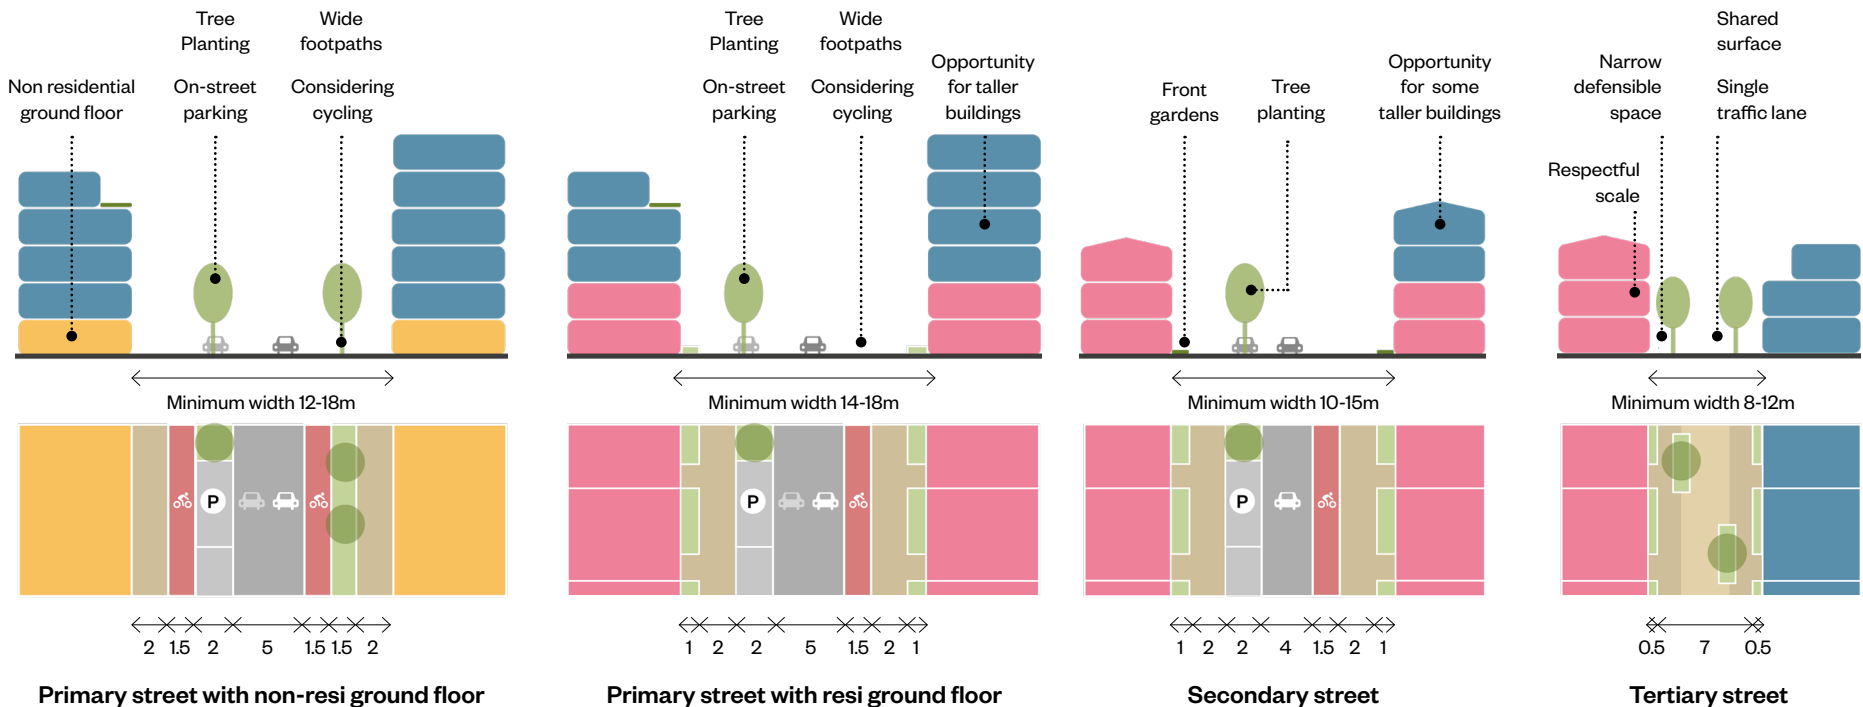 Tree
Planting
On-street
parking
Wide
footpaths
Considering
cycling
Non residential
ground floor
Minimum width 12-18m
P
2 1.5 2 5 1.5 1.5 2
Primary street with non-resi ground floor
Tree
Planting
On-street
parking
Wide
footpaths
Considering
cycling
Opportunity
for taller
buildings
Minimum width 14-18m
P
1 2 2 5 1.5 2 1
Primary street with resi ground floor
Front
gardens
Tree
planting
Opportunity
for some
taller buildings
Minimum width 10-15m
P
1 2 2 4 1.5 2 1
Secondary street
Respectful
scale
Narrow
defensible
space
Shared
surface
Single
traffic lane
Minimum width 8-12m
0.5 7 0.5
Tertiary street